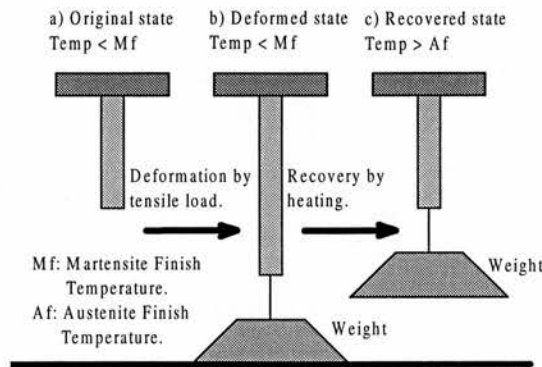 a) Original state
Temp < Mf
b) Deformed state
Temp < Mf
c) Recovered state
Temp > Af
Deformation by
tensile load.
Recovery by
heating.
Mf: Martensite Finish
Temperature.
Af: Austenite Finish
Temperature.
Weight
Weight